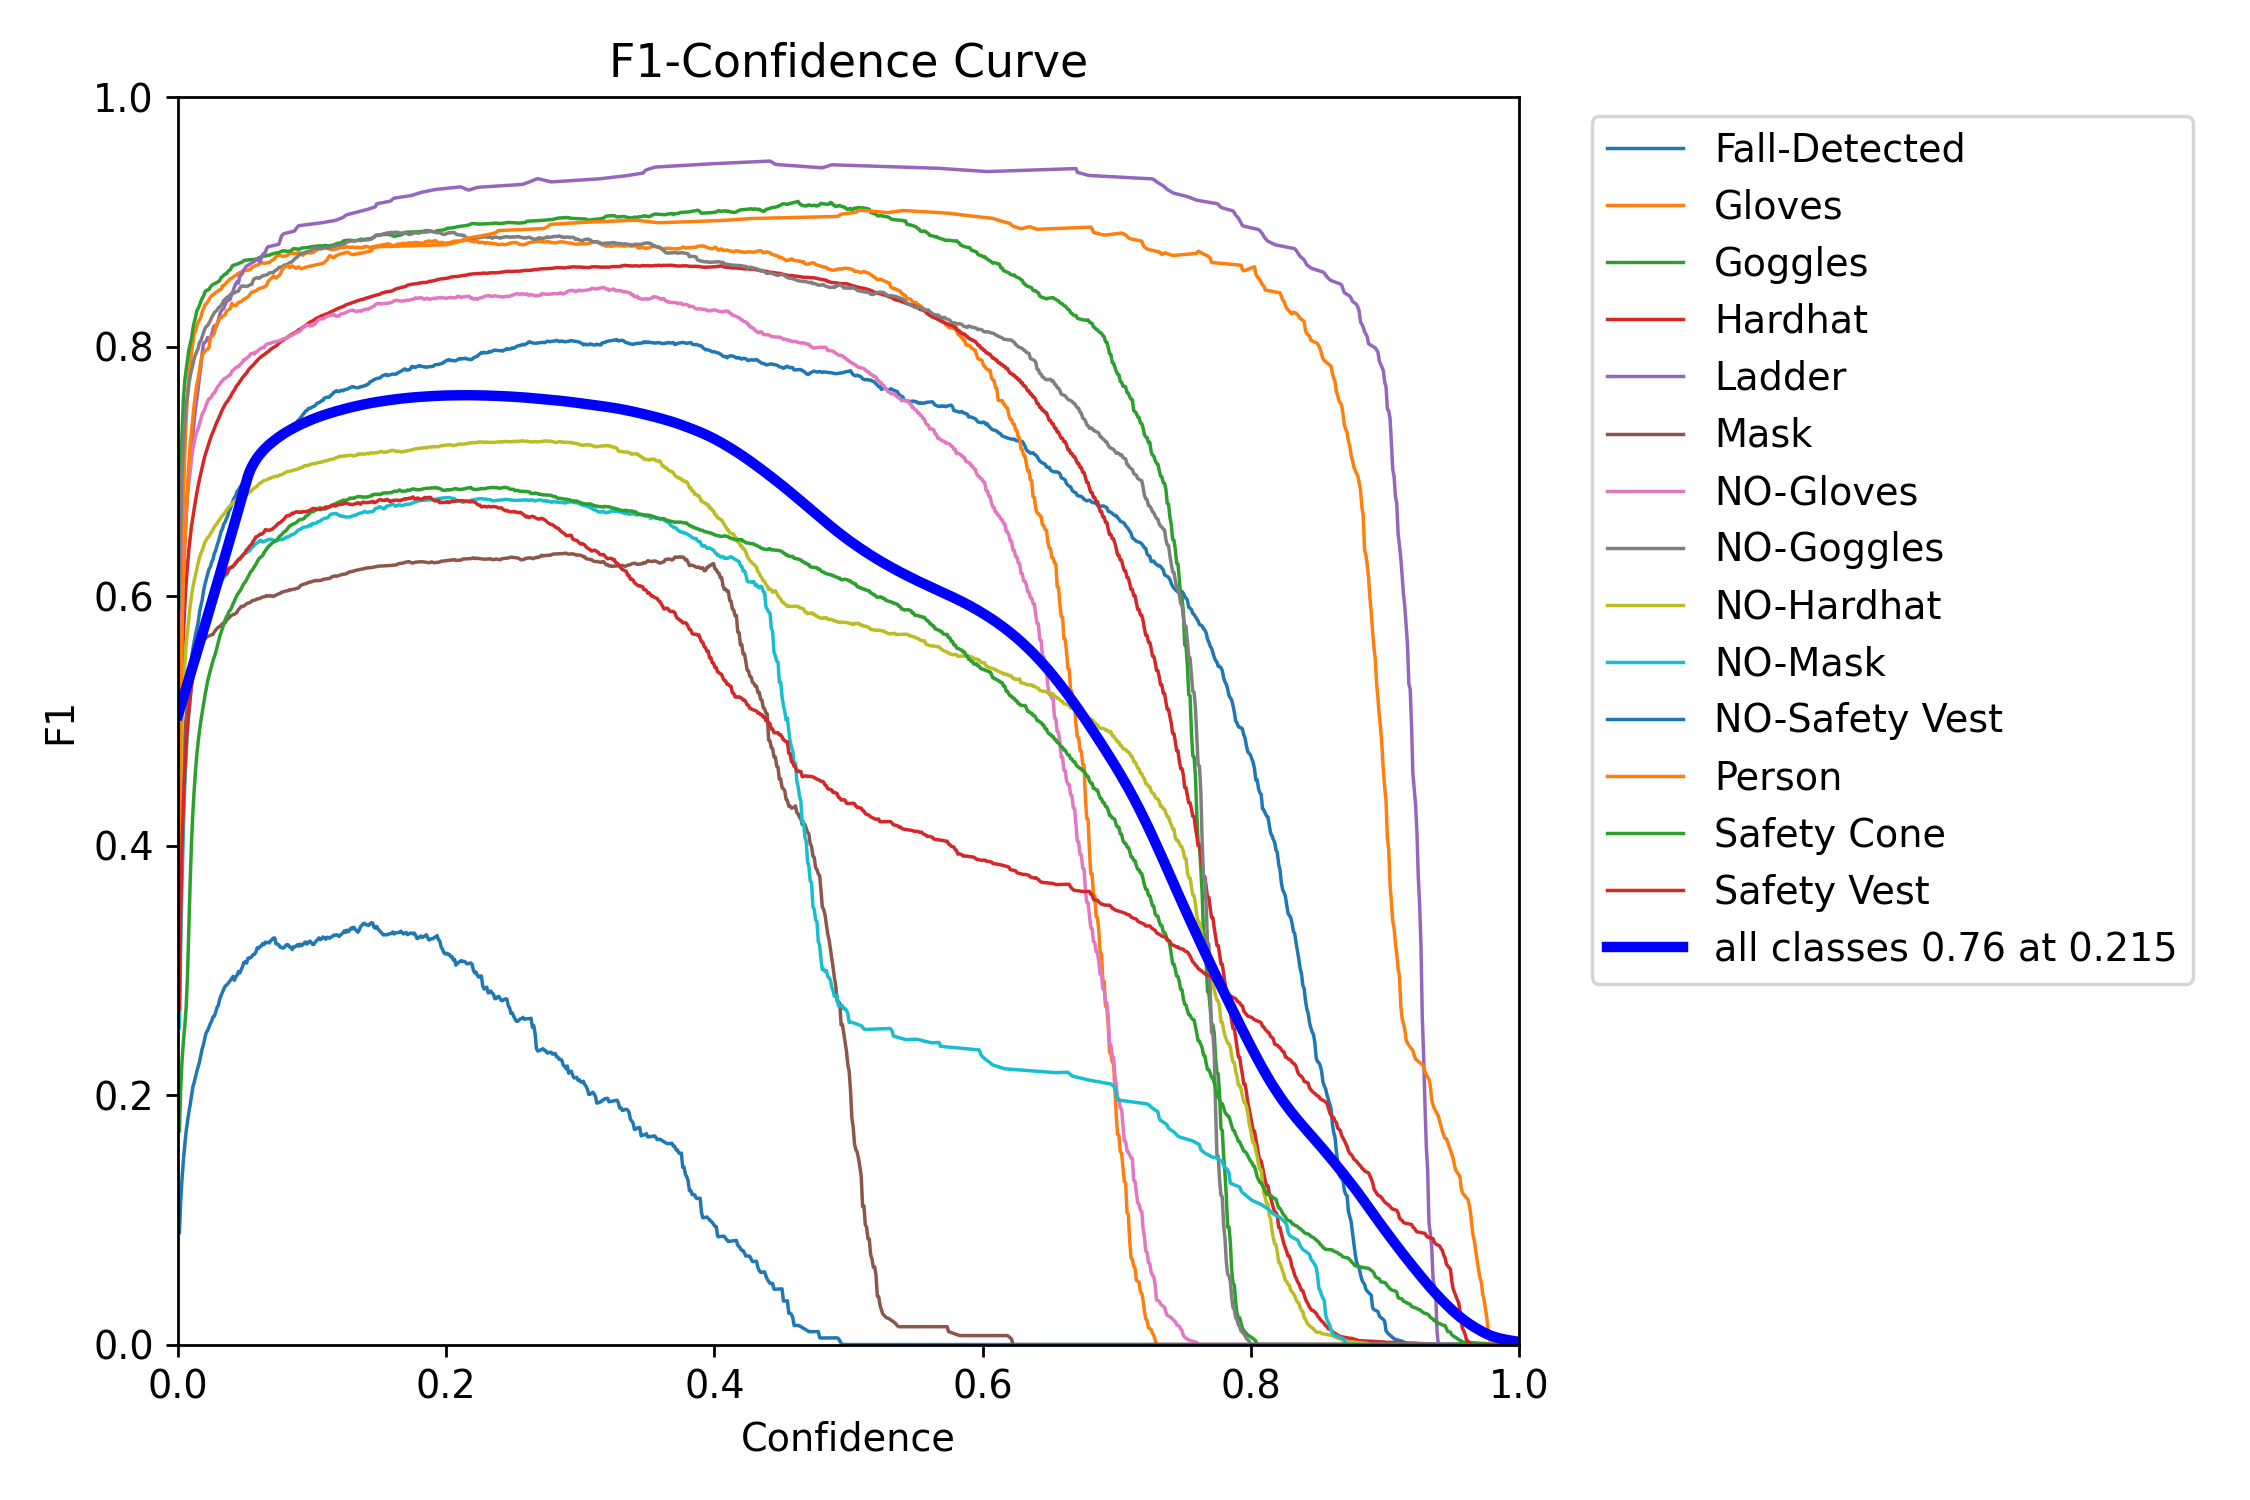 F1-Confidence Curve
1.0
0.8
0.6
0.4
0.2
0.0
F1
0.0 0.2 0.4 0.6 0.8 1.0
Confidence
Fall-Detected
Gloves
Goggles
Hardhat
Ladder
Mask
NO-Gloves
NO-Goggles
NO-Hardhat
NO-Mask
NO-Safety Vest
Person
Safety Cone
Safety Vest
all classes 0.76 at 0.215